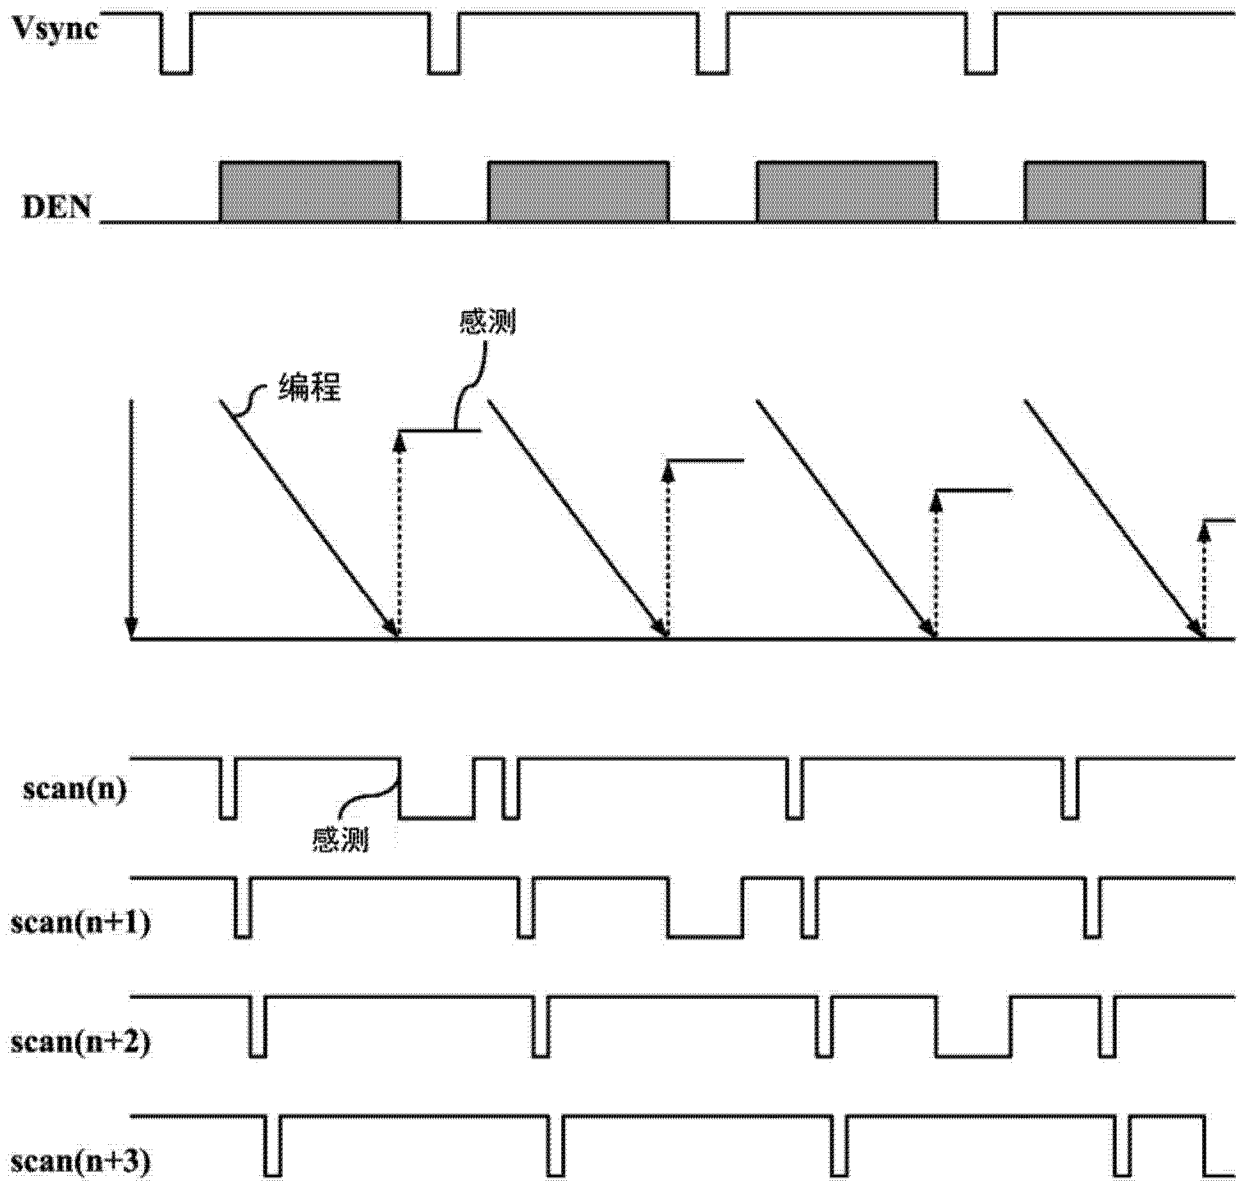 Vsync
DEN
感测
编程
scan(n)
感测
scan(n+1)
scan(n+2)
scan(n+3)